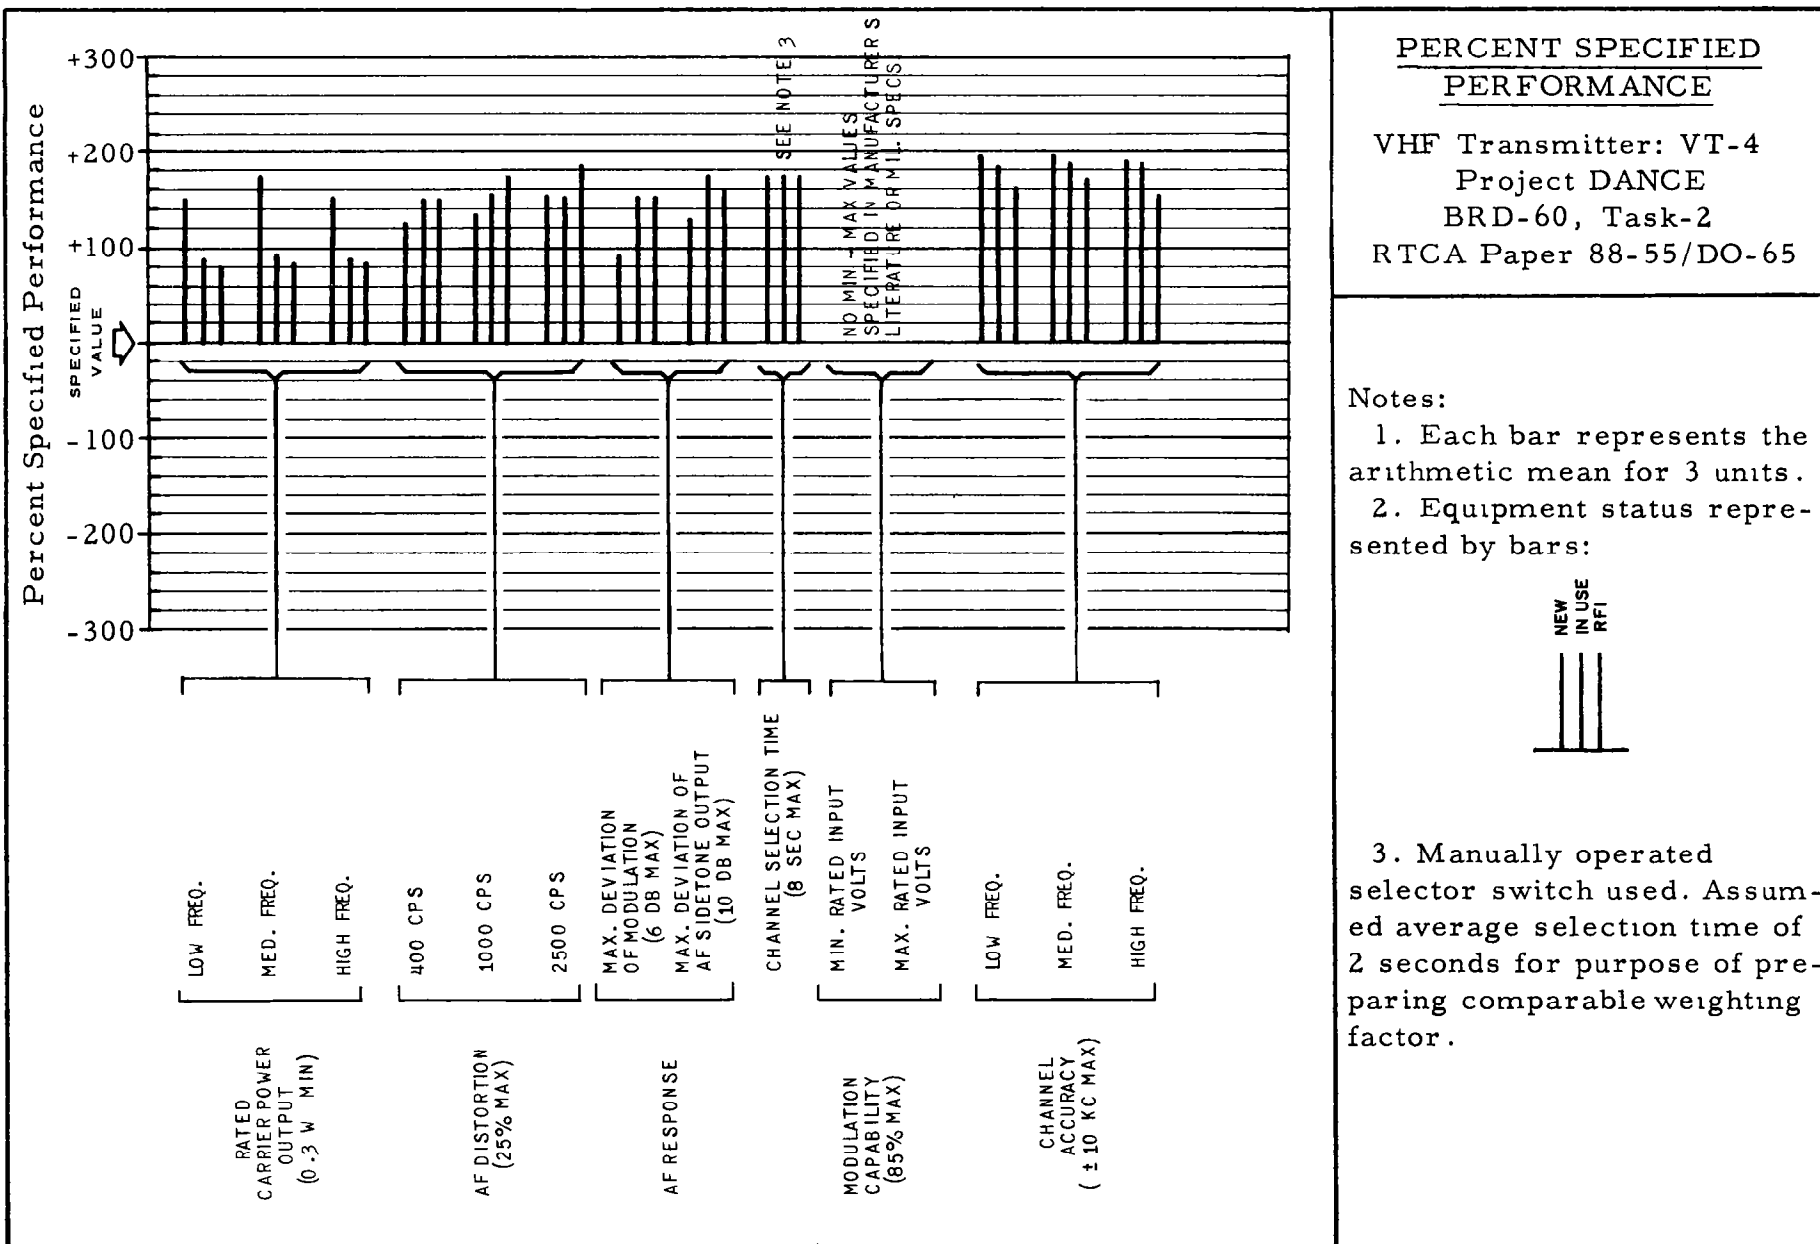 Percent Specified Performance
+300
+200
+100
SPECIFIED
VALUE
-100
-200
-300
SEE NOTE 3
NO MIN-MAX VALUES
SPECIFIED IN MANUFACTURERS
LITERATURE OR MIL. SPECS.
LOW FREQ.
MED. FREQ.
HIGH FREQ.
RATED
CARRIER POWER
OUTPUT
(0.3 W MIN)
400 CPS
1000 CPS
2500 CPS
AF DISTORTION
(25% MAX)
MAX. DEVIATION
OF MODULATION
(6 DB MAX)
MAX. DEVIATION OF
AF SIDETONE OUTPUT
(10 DB MAX)
AF RESPONSE
CHANNEL SELECTION TIME
(8 SEC MAX)
MIN. RATED INPUT
VOLTS
MAX. RATED INPUT
VOLTS
MODULATION
CAPABILITY
(85% MAX)
LOW FREQ.
MED. FREQ.
HIGH FREQ.
CHANNEL
ACCURACY
(±10 KC MAX)
PERCENT SPECIFIED
PERFORMANCE
VHF Transmitter: VT-4
Project DANCE
BRD-60, Task-2
RTCA Paper 88-55/DO-65
Notes:
1. Each bar represents the
arithmetic mean for 3 units.
2. Equipment status repre-
sented by bars:
NEW
IN USE
RFI
3. Manually operated
selector switch used. Assum-
ed average selection time of
2 seconds for purpose of pre-
paring comparable weighting
factor.